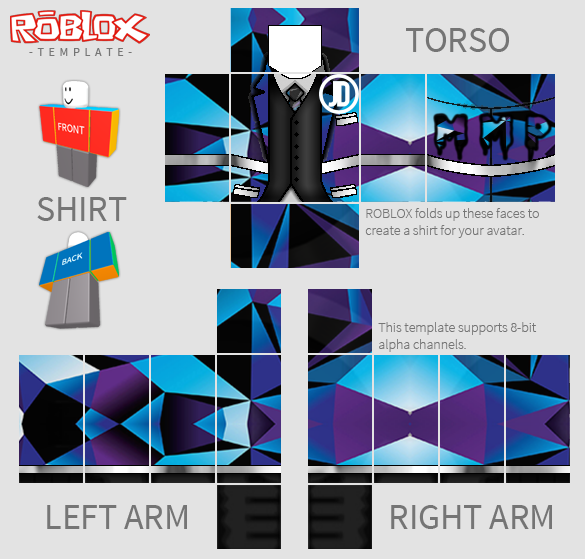 ROBLOX
-TEMPLATE-
TORSO
FRONT
JD
MMP
SHIRT
ROBLOX folds up these faces to
create a shirt for your avatar.
BACK
This template supports 8-bit
alpha channels.
LEFT ARM
RIGHT ARM